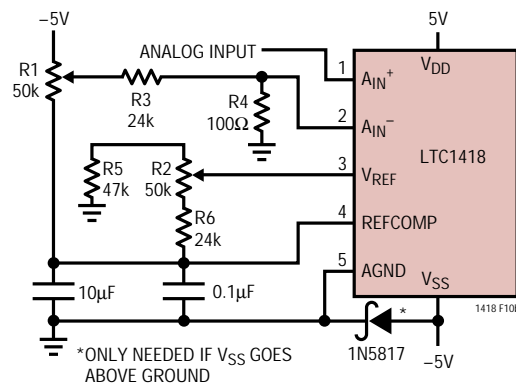 –5V
5V
ANALOG INPUT
R1
50k
R3
24k
R4
100Ω
1
AIN+
VDD
2
AIN–
LTC1418
R5
47k
R2
50k
3
VREF
R6
24k
4
REFCOMP
5
AGND
VSS
10µF
0.1µF
1418 F10
*
1N5817
–5V
*ONLY NEEDED IF VSS GOES
ABOVE GROUND